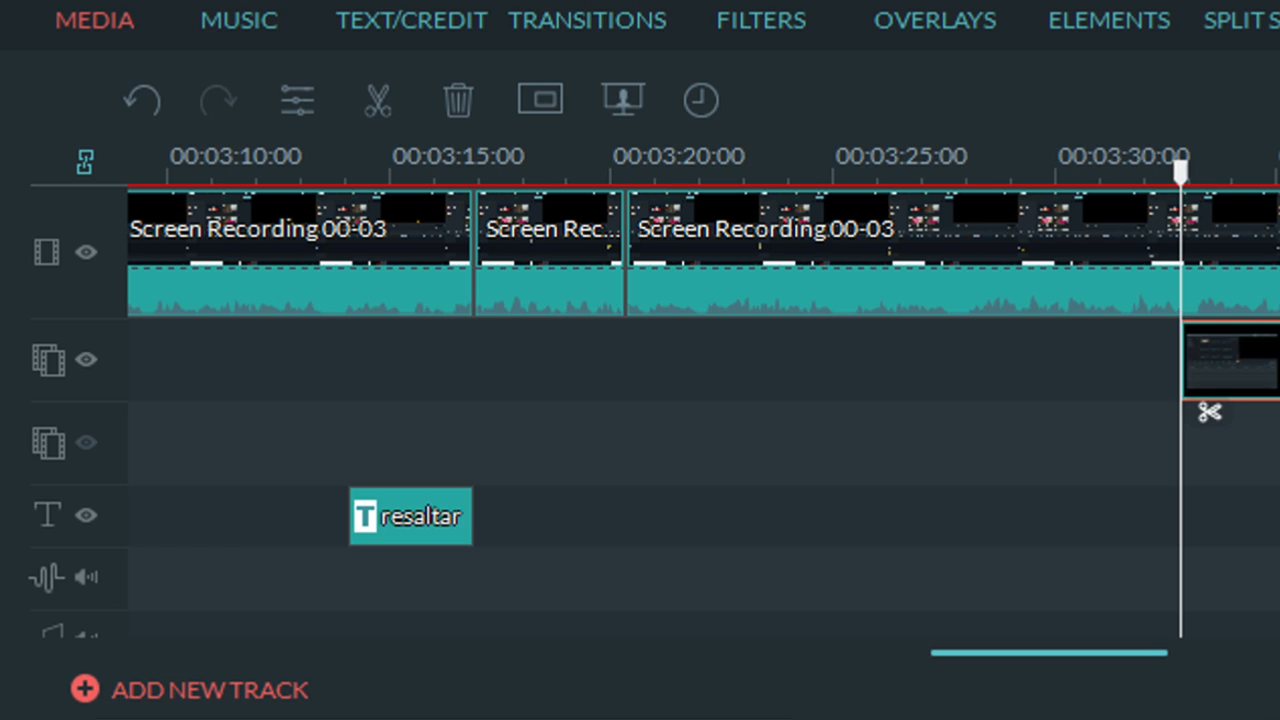 MEDIA MUSIC TEXT/CREDIT TRANSITIONS FILTERS OVERLAYS ELEMENTS SPLIT S
00:03:10:00 00:03:15:00 00:03:20:00 00:03:25:00 00:03:30:00
Screen Recording 00-03 Screen Rec... Screen Recording 00-03
T resaltar
ADD NEW TRACK